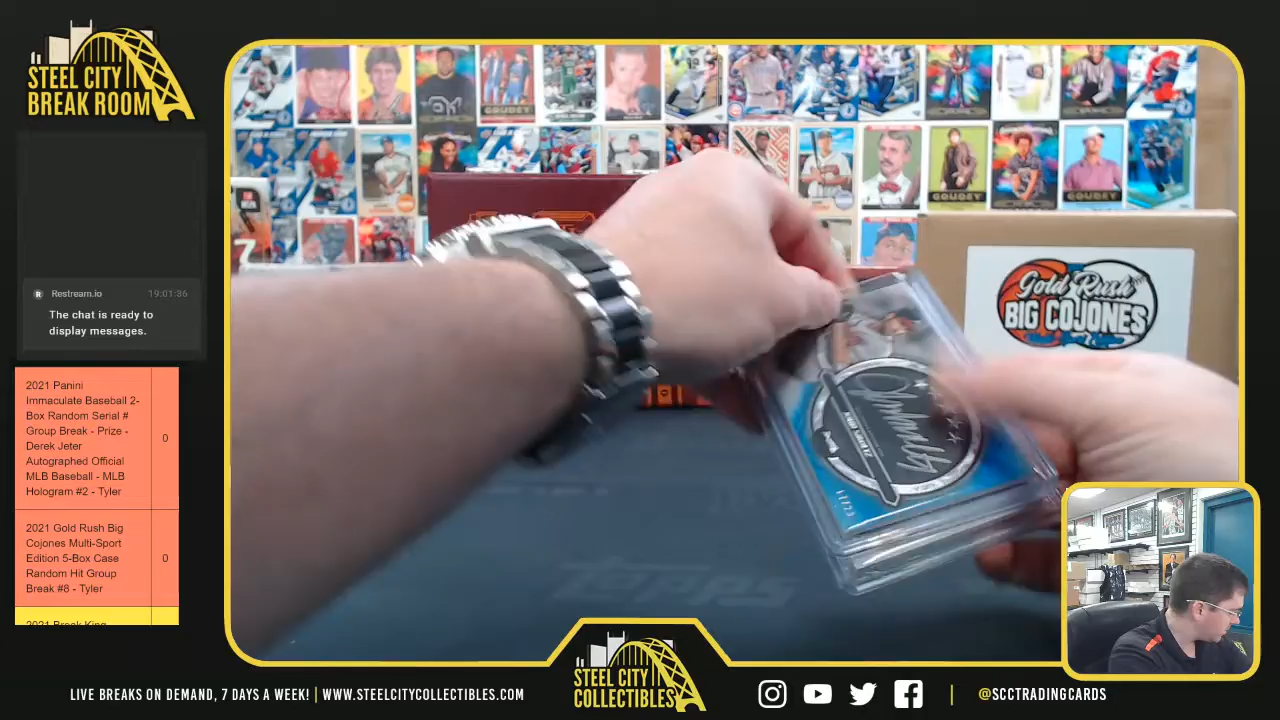 STEEL CITY
BREAK ROOM
Restream.io 19:01:36
The chat is ready to
display messages.
2021 Panini
Immaculate Baseball 2-
Box Random Serial #
Group Break - Prize -
Derek Jeter
Autographed Official
MLB Baseball - MLB
Hologram #2 - Tyler
0
2021 Gold Rush Big
Cojones Multi-Sport
Edition 5-Box Case
Random Hit Group
Break #8 - Tyler
0
2021 Break King
GOUDEY
GOUDEY
GOUDEY
Gold Rush
BIG COJONES
STEEL CITY
COLLECTIBLES
LIVE BREAKS ON DEMAND, 7 DAYS A WEEK! | WWW.STEELCITYCOLLECTIBLES.COM
| @SCCTRADINGCARDS